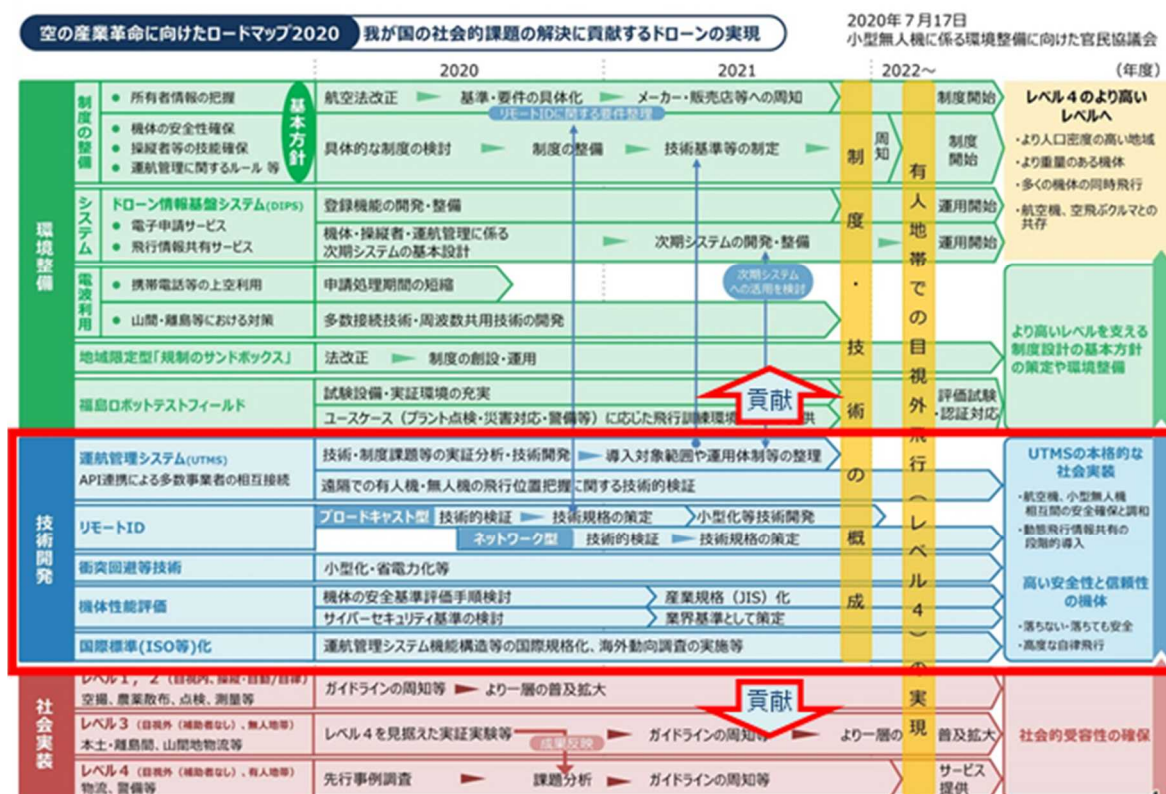 空の産業革命に向けたロードマップ2020
我が国の社会的課題の解決に貢献するドローンの実現
2020年7月17日
小型無人機に係る環境整備に向けた官民協議会
2020
2021
2022～
(年度)
環境整備
制度の整備
● 所有者情報の把握
● 機体の安全性確保
● 操縦者等の技能確保
● 運航管理に関するルール 等
基本方針
航空法改正
基準・要件の具体化
メーカー・販売店等への周知
制度開始
リモートIDに関する要件整理
具体的な制度の検討
制度の整備
技術基準等の制定
周知
制度
開始
システム
ドローン情報基盤システム(DIPS)
● 電子申請サービス
● 飛行情報共有サービス
登録機能の開発・整備
運用開始
機体・操縦者・運航管理に係る
次期システムの基本設計
次期システムの開発・整備
運用開始
次期システム
への活用を検討
電波利用
● 携帯電話等の上空利用
申請処理期間の短縮
● 山間・離島等における対策
多数接続技術・周波数共用技術の開発
地域限定型「規制のサンドボックス」
法改正
制度の創設・運用
福島ロボットテストフィールド
試験設備・実証環境の充実
ユースケース（プラント点検・災害対応・警備等）に応じた飛行訓練環境
供
評価試験
・認証対応
貢献
制度・技術の概成
有人地帯での目視外飛行（レベル4）の実現
レベル4のより高い
レベルへ
・より人口密度の高い地域
・より重量のある機体
・多くの機体の同時飛行
・航空機、空飛ぶクルマとの
共存
より高いレベルを支える
制度設計の基本方針
の策定や環境整備
技術開発
運航管理システム(UTMS)
API連携による多数事業者の相互接続
技術・制度課題等の実証分析・技術開発
導入対象範囲や運用体制等の整理
遠隔での有人機・無人機の飛行位置把握に関する技術的検証
リモートID
ブロードキャスト型
技術的検証
技術規格の策定
小型化等技術開発
ネットワーク型
技術的検証
技術規格の策定
衝突回避等技術
小型化・省電力化等
機体性能評価
機体の安全基準評価手順検討
産業規格（JIS）化
サイバーセキュリティ基準の検討
業界基準として策定
国際標準(ISO等)化
運航管理システム機能構造等の国際規格化、海外動向調査の実施等
UTMSの本格的な
社会実装
・航空機、小型無人機
相互間の安全確保と調和
・動態飛行情報共有の
段階的導入
高い安全性と信頼性
の機体
・落ちない・落ちても安全
・高度な自律飛行
社会実装
レベル1，2（目視内、操縦・自動/自律）
空撮、農薬散布、点検、測量等
ガイドラインの周知等
より一層の普及拡大
貢献
レベル3（目視外（補助者なし）、無人地帯）
本土・離島間、山間地物流等
レベル4を見据えた実証実験等
成果反映
ガイドラインの周知等
より一層の
普及拡大
レベル4（目視外（補助者なし）、有人地帯）
物流、警備等
先行事例調査
課題分析
ガイドラインの周知等
サービス
提供
社会的受容性の確保